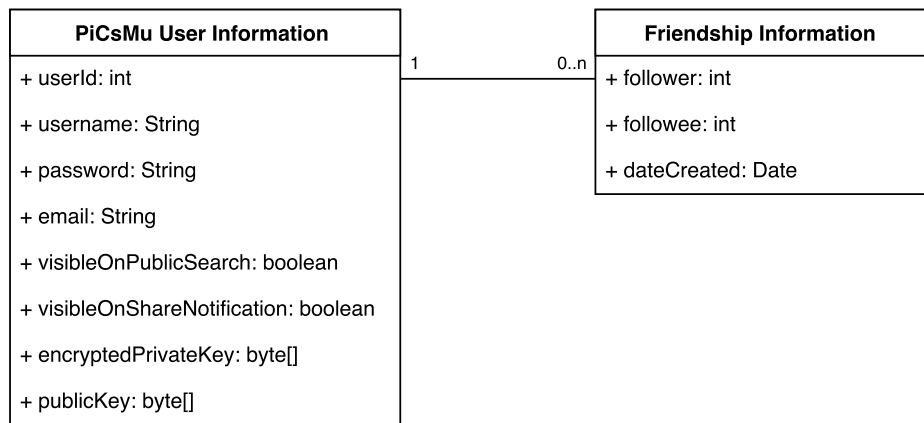 PiCsMu User Information
+ userId: int
+ username: String
+ password: String
+ email: String
+ visibleOnPublicSearch: boolean
+ visibleOnShareNotification: boolean
+ encryptedPrivateKey: byte[]
+ publicKey: byte[]
1
0..n
Friendship Information
+ follower: int
+ followee: int
+ dateCreated: Date